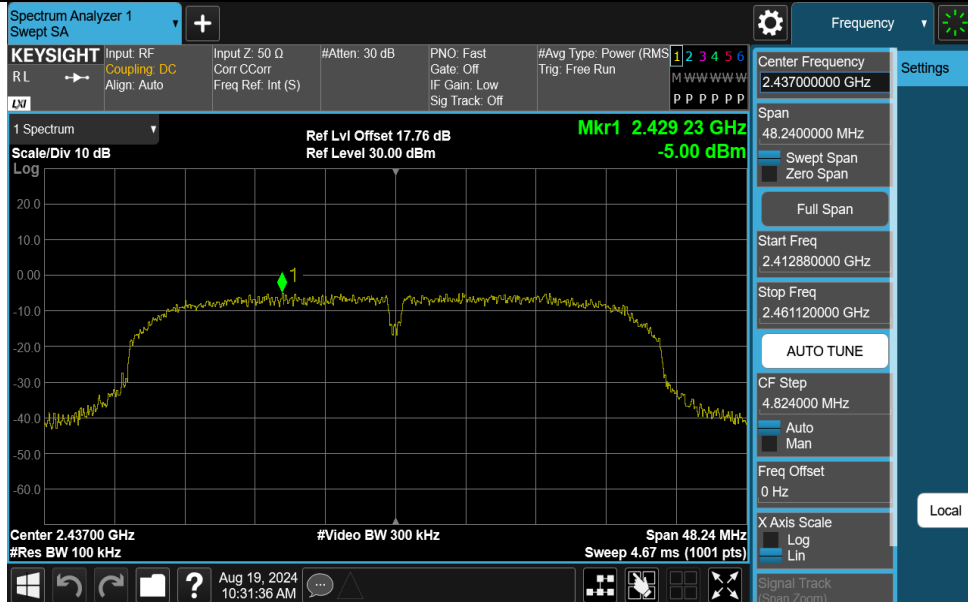 Spectrum Analyzer 1
Swept SA
+
Frequency
KEYSIGHT
R L
LXI
Input: RF
Coupling: DC
Align: Auto
Input Z: 50 Ω
Corr CCorr
Freq Ref: Int (S)
#Atten: 30 dB
PNO: Fast
Gate: Off
IF Gain: Low
Sig Track: Off
#Avg Type: Power (RMS
Trig: Free Run
1 2 3 4 5 6
M W W W W W
P P P P P P
1 Spectrum
Scale/Div 10 dB
Log
Ref Lvl Offset 17.76 dB
Ref Level 30.00 dBm
Mkr1 2.429 23 GHz
-5.00 dBm
20.0
10.0
0.00
-10.0
-20.0
-30.0
-40.0
-50.0
-60.0
1
Center 2.43700 GHz
#Res BW 100 kHz
#Video BW 300 kHz
Span 48.24 MHz
Sweep 4.67 ms (1001 pts)
Center Frequency
2.437000000 GHz
Span
48.2400000 MHz
Swept Span
Zero Span
Full Span
Start Freq
2.412880000 GHz
Stop Freq
2.461120000 GHz
AUTO TUNE
CF Step
4.824000 MHz
Auto
Man
Freq Offset
0 Hz
X Axis Scale
Log
Lin
Signal Track
(Span Zoom)
Settings
Local
?
Aug 19, 2024
10:31:36 AM